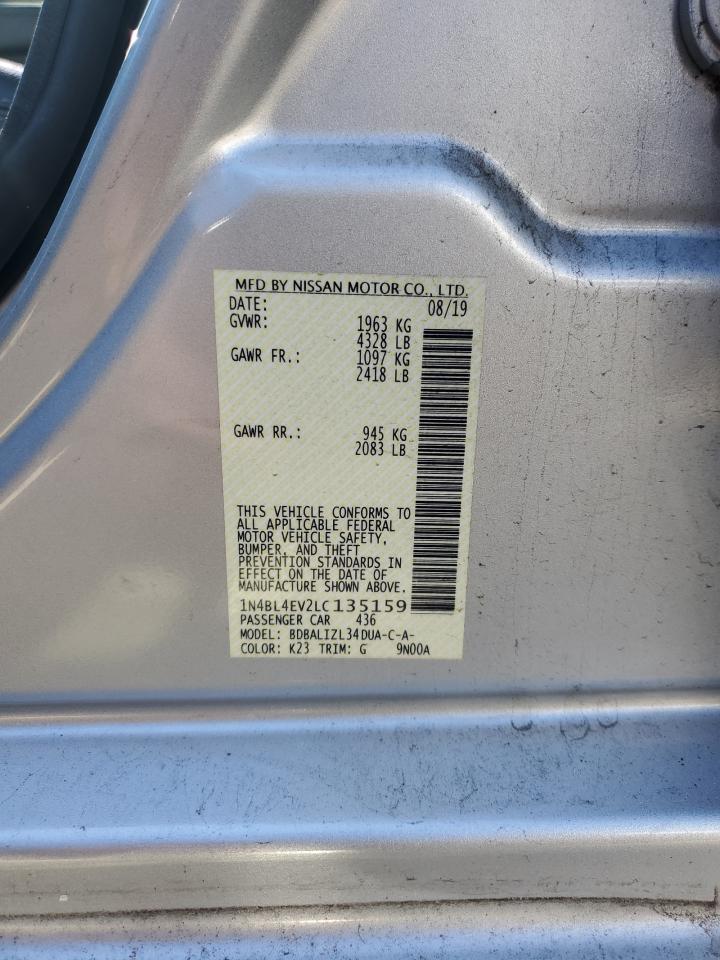 MFD BY NISSAN MOTOR CO., LTD.
DATE: 08/19
GVWR: 1963 KG
4328 LB
GAWR FR.: 1097 KG
2418 LB
GAWR RR.: 945 KG
2083 LB
THIS VEHICLE CONFORMS TO
ALL APPLICABLE FEDERAL
MOTOR VEHICLE SAFETY,
BUMPER, AND THEFT
PREVENTION STANDARDS IN
EFFECT ON THE DATE OF
MANUFACTURE SHOWN ABOVE.
1N4BL4EV2LC135159
PASSENGER CAR 436
MODEL: BDBALIZL34DUA-C-A-
COLOR: K23 TRIM: G 9N00A